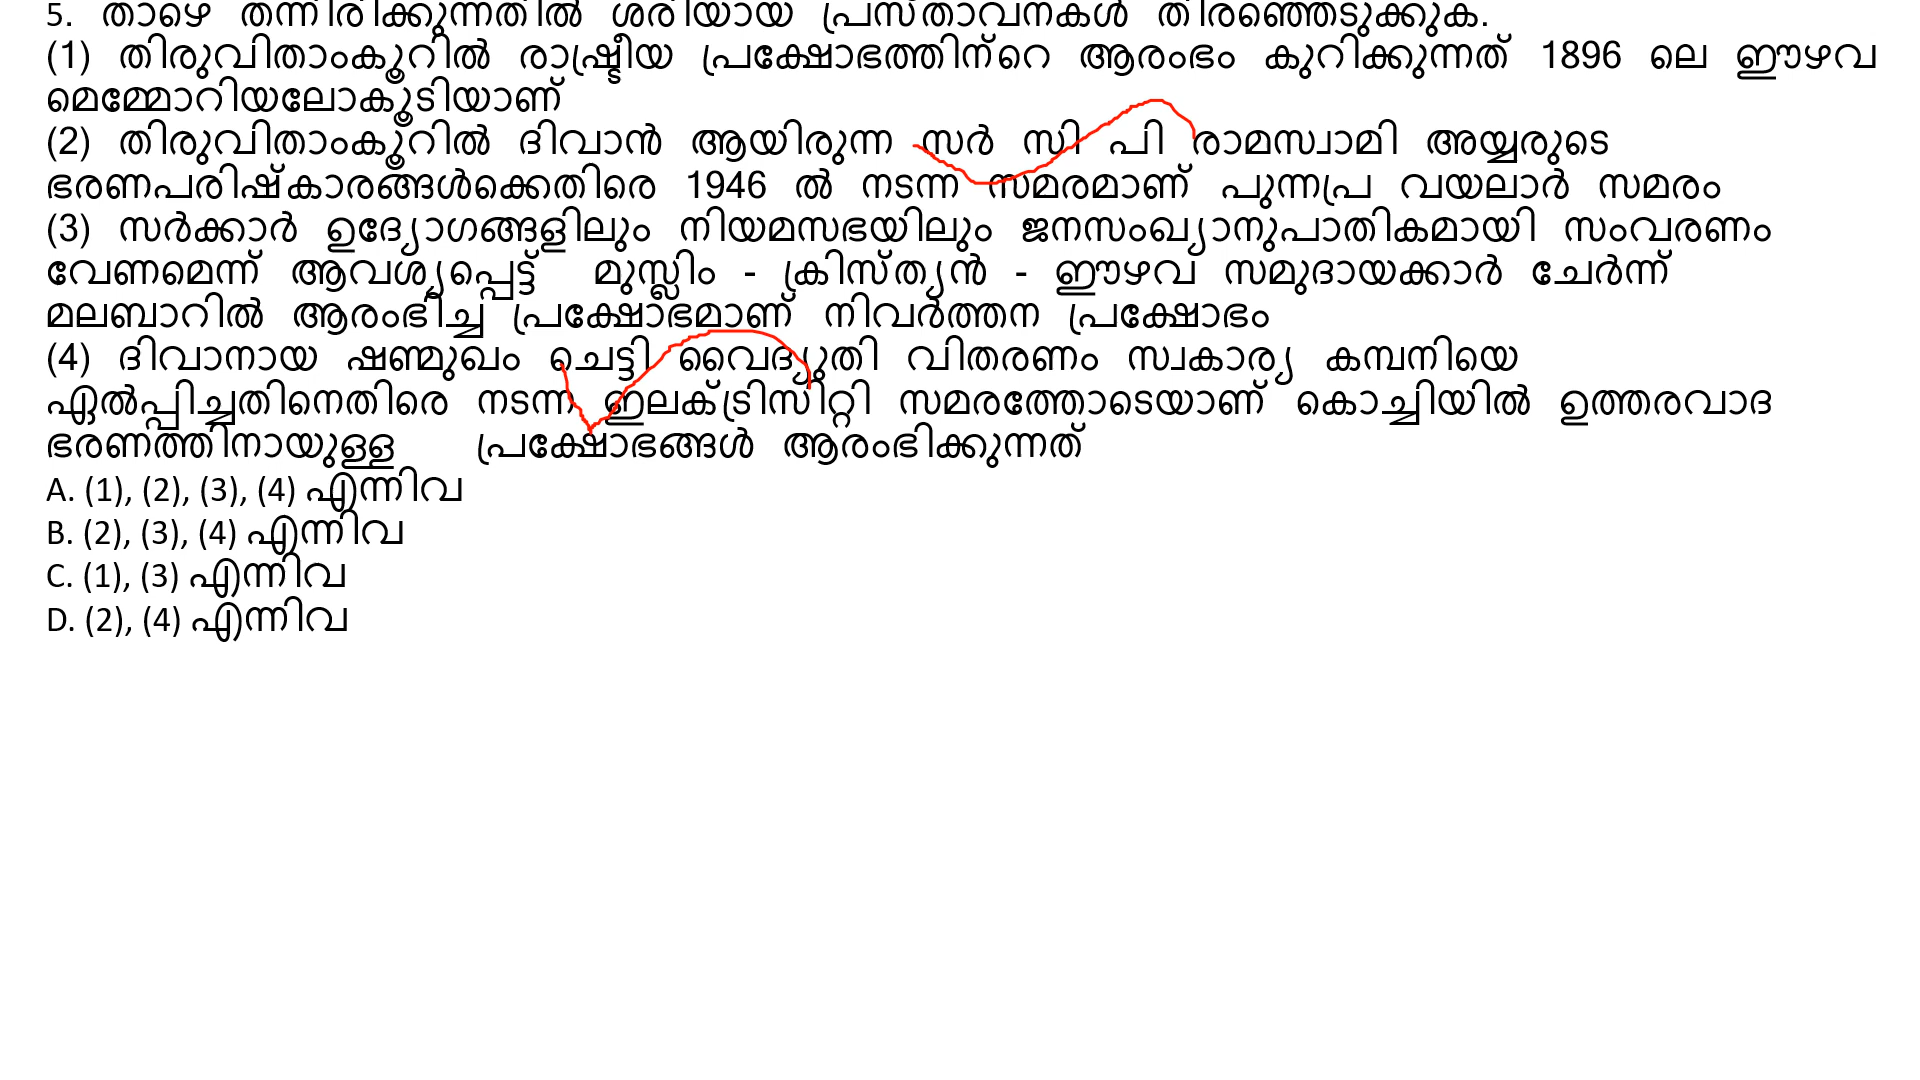 5. താഴെ തന്നിരിക്കുന്നതിൽ ശരിയായ പ്രസ്താവനകൾ തിരഞ്ഞെടുക്കുക.
(1) തിരുവിതാംകൂറിൽ രാഷ്ട്രീയ പ്രക്ഷോഭത്തിന്റെ ആരംഭം കുറിക്കുന്നത് 1896 ലെ ഈഴവ
മെമ്മോറിയലോകൂടിയാണ്
(2) തിരുവിതാംകൂറിൽ ദിവാൻ ആയിരുന്ന സർ സി പി രാമസ്വാമി അയ്യരുടെ
ഭരണപരിഷ്കാരങ്ങൾക്കെതിരെ 1946 ൽ നടന്ന സമരമാണ് പുന്നപ്ര വയലാർ സമരം
(3) സർക്കാർ ഉദ്യോഗങ്ങളിലും നിയമസഭയിലും ജനസംഖ്യാനുപാതികമായി സംവരണം
വേണമെന്ന് ആവശ്യപ്പെട്ട് മുസ്ലിം - ക്രിസ്ത്യൻ - ഈഴവ സമുദായക്കാർ ചേർന്ന്
മലബാറിൽ ആരംഭിച്ച പ്രക്ഷോഭമാണ് നിവർത്തന പ്രക്ഷോഭം
(4) ദിവാനായ ഷണ്മുഖം ചെട്ടി വൈദ്യുതി വിതരണം സ്വകാര്യ കമ്പനിയെ
ഏൽപ്പിച്ചതിനെതിരെ നടന്ന ഇലക്ട്രിസിറ്റി സമരത്തോടെയാണ് കൊച്ചിയിൽ ഉത്തരവാദ
ഭരണത്തിനായുള്ള പ്രക്ഷോഭങ്ങൾ ആരംഭിക്കുന്നത്
A. (1), (2), (3), (4) എന്നിവ
B. (2), (3), (4) എന്നിവ
C. (1), (3) എന്നിവ
D. (2), (4) എന്നിവ